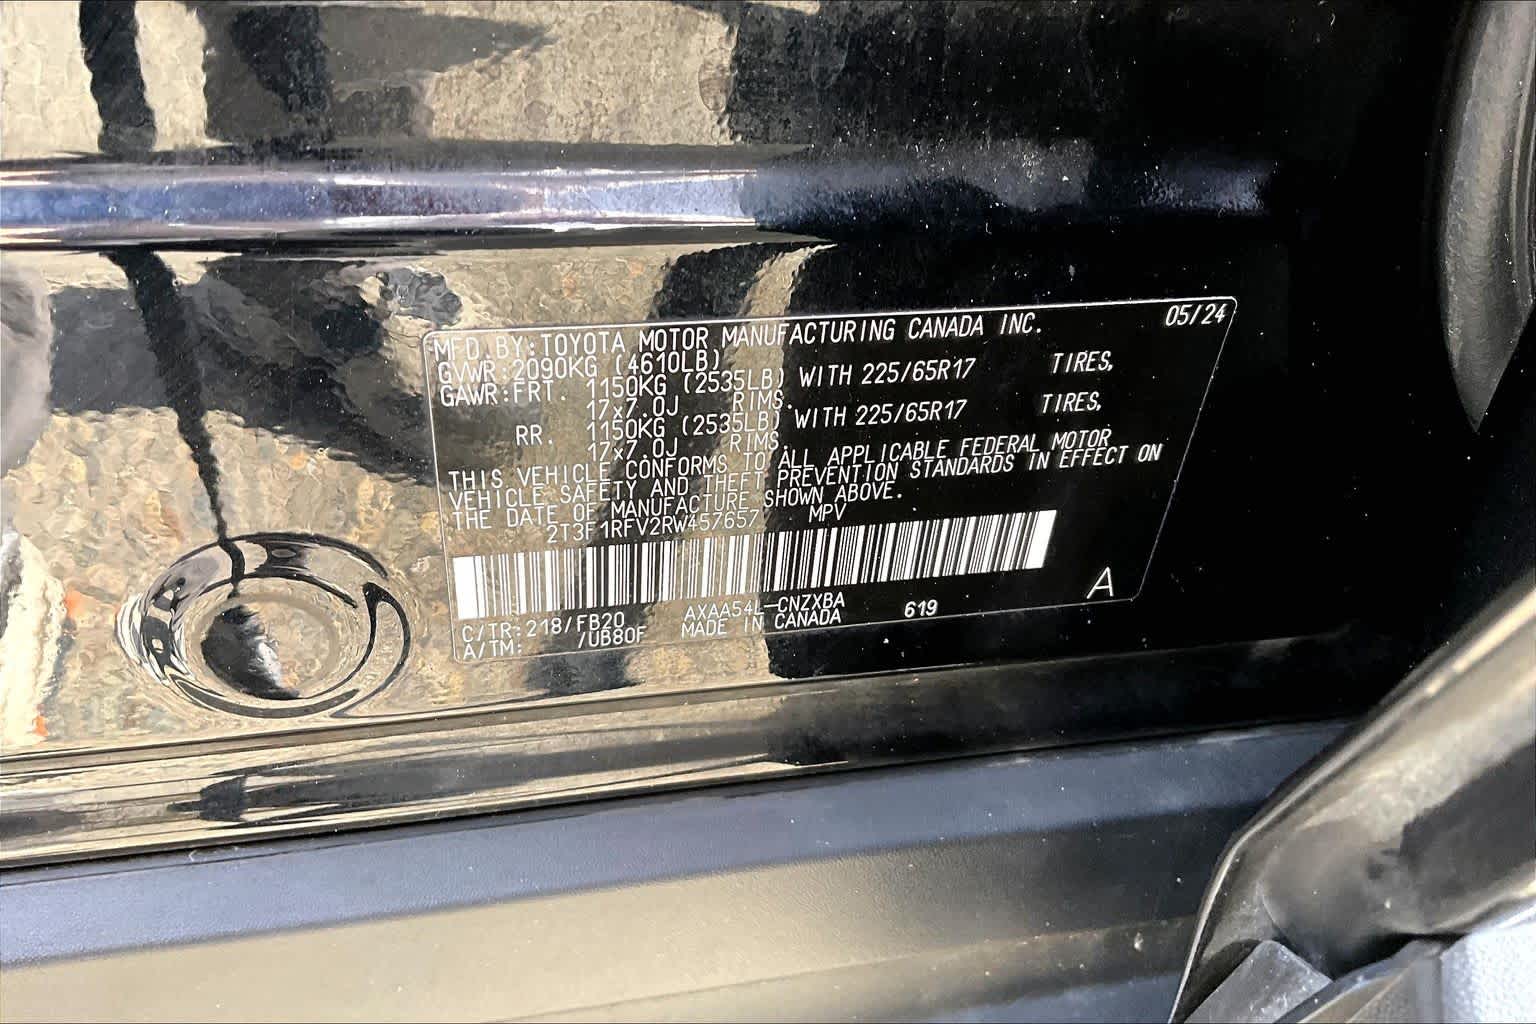 MFD.BY:TOYOTA MOTOR MANUFACTURING CANADA INC. 05/24
GVWR:2090KG (4610LB)
GAWR:FRT. 1150KG (2535LB) WITH 225/65R17 TIRES,
17x7.0J RIMS.
RR. 1150KG (2535LB) WITH 225/65R17 TIRES,
17x7.0J RIMS.
THIS VEHICLE CONFORMS TO ALL APPLICABLE FEDERAL MOTOR
VEHICLE SAFETY AND THEFT PREVENTION STANDARDS IN EFFECT ON
THE DATE OF MANUFACTURE SHOWN ABOVE.
2T3F1RFV2RW457657 MPV
C/TR:218/FB20 AXAA54L-CNZXBA 619 A
A/TM: /UB80F MADE IN CANADA